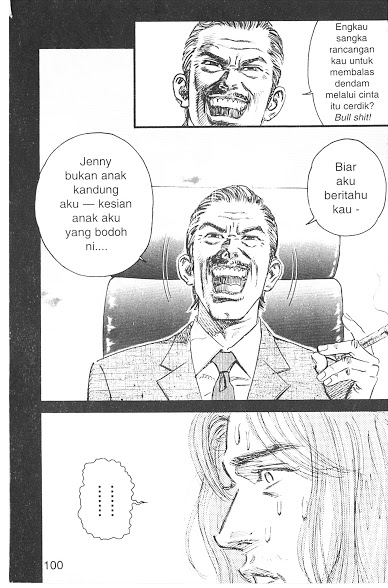 Engkau
sangka
rancangan
kau untuk
membalas
dendam
melalui cinta
itu cerdik?
Bull shit!
Biar
aku
beritahu
kau -
Jenny
bukan anak
kandung
aku — kesian
anak aku
yang bodoh
ni....
100